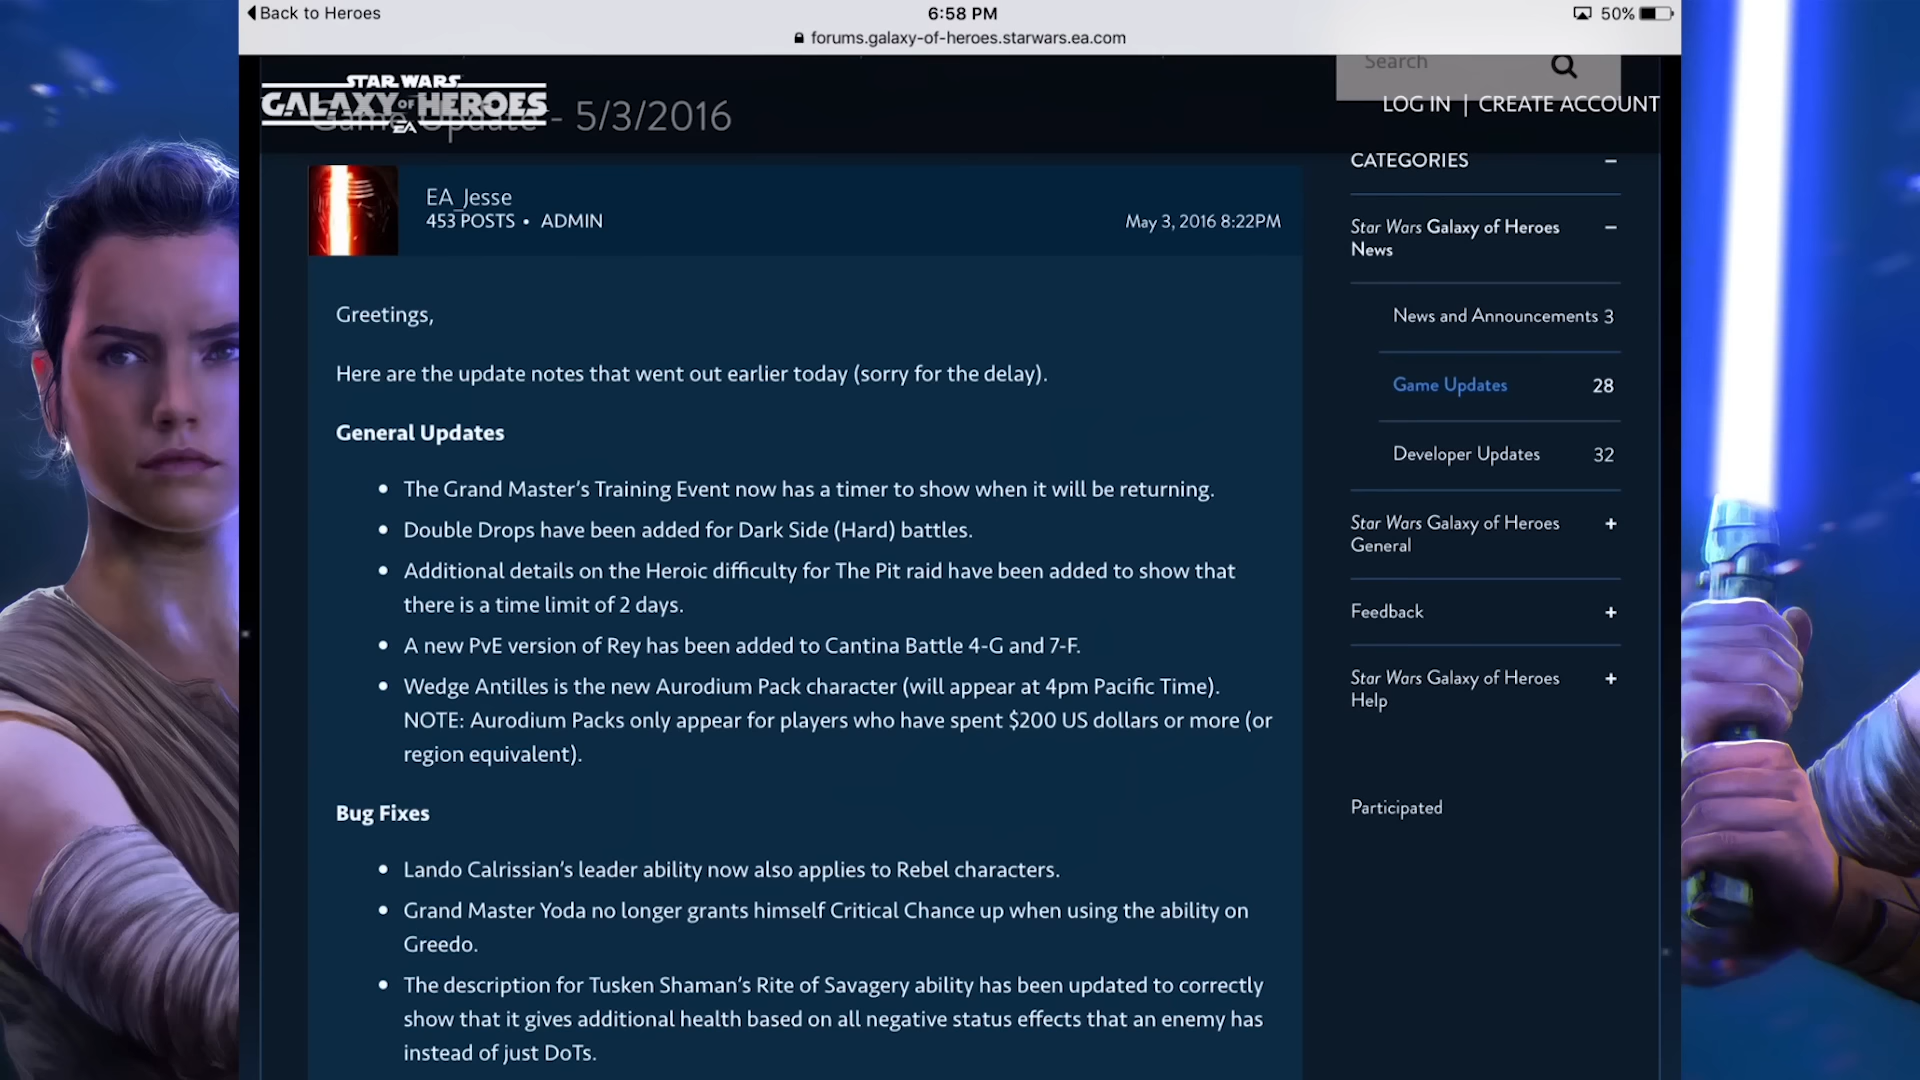 Back to Heroes
6:58 PM
50%
forums.galaxy-of-heroes.starwars.ea.com
STAR WARS
GALAXY OF HEROES
EA
Game Update - 5/3/2016
Search
LOG IN | CREATE ACCOUNT
EA_Jesse
453 POSTS • ADMIN
May 3, 2016 8:22PM
Greetings,
Here are the update notes that went out earlier today (sorry for the delay).
General Updates
• The Grand Master's Training Event now has a timer to show when it will be returning.
• Double Drops have been added for Dark Side (Hard) battles.
• Additional details on the Heroic difficulty for The Pit raid have been added to show that
there is a time limit of 2 days.
• A new PvE version of Rey has been added to Cantina Battle 4-G and 7-F.
• Wedge Antilles is the new Aurodium Pack character (will appear at 4pm Pacific Time).
NOTE: Aurodium Packs only appear for players who have spent $200 US dollars or more (or
region equivalent).
Bug Fixes
• Lando Calrissian's leader ability now also applies to Rebel characters.
• Grand Master Yoda no longer grants himself Critical Chance up when using the ability on
Greedo.
• The description for Tusken Shaman's Rite of Savagery ability has been updated to correctly
show that it gives additional health based on all negative status effects that an enemy has
instead of just DoTs.
CATEGORIES −
Star Wars Galaxy of Heroes −
News
News and Announcements 3
Game Updates 28
Developer Updates 32
Star Wars Galaxy of Heroes +
General
Feedback +
Star Wars Galaxy of Heroes +
Help
Participated